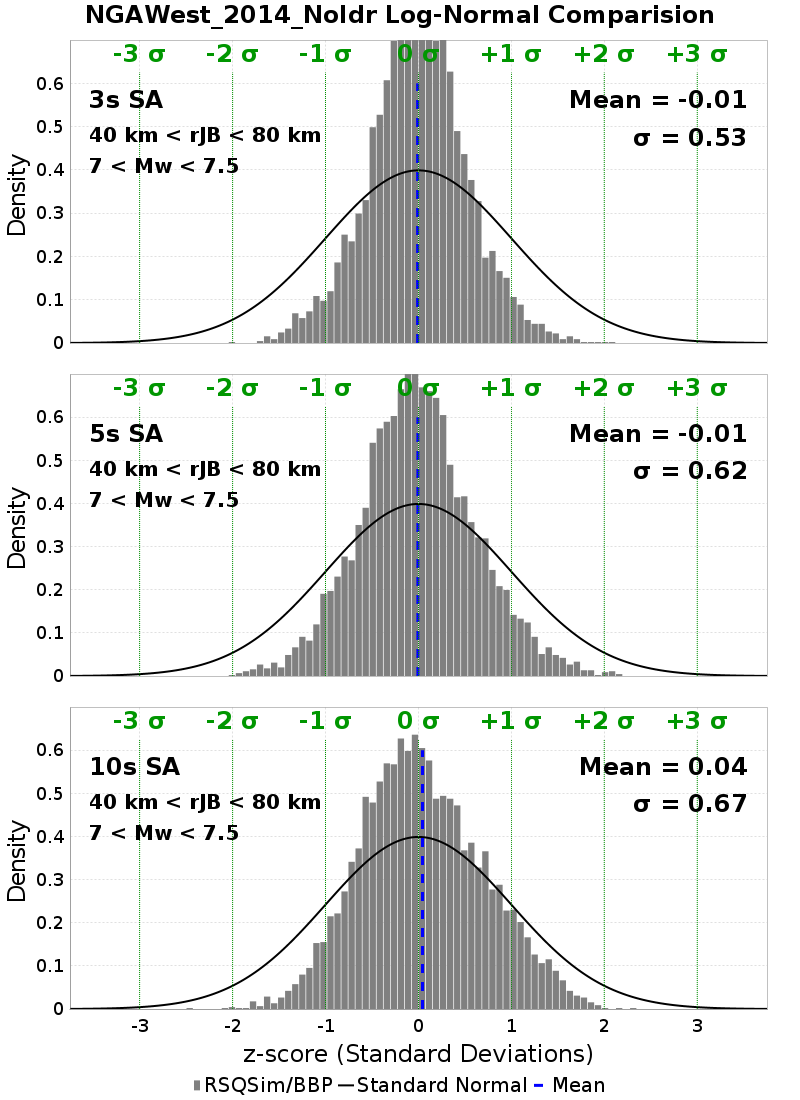 NGAWest_2014_NoIdr Log-Normal Comparision
-3 σ -2 σ -1 σ 0 σ +1 σ +2 σ +3 σ
0.6
3s SA Mean = -0.01
0.5
40 km < rJB < 80 km σ = 0.53
7 < Mw < 7.5
0.4
0.3
0.2
0.1
0
Density
-3 σ -2 σ -1 σ 0 σ +1 σ +2 σ +3 σ
0.6
5s SA Mean = -0.01
0.5
40 km < rJB < 80 km σ = 0.62
7 < Mw < 7.5
0.4
0.3
0.2
0.1
0
Density
-3 σ -2 σ -1 σ 0 σ +1 σ +2 σ +3 σ
0.6
10s SA Mean = 0.04
0.5
40 km < rJB < 80 km σ = 0.67
7 < Mw < 7.5
0.4
0.3
0.2
0.1
0
Density
-3 -2 -1 0 1 2 3
z-score (Standard Deviations)
RSQSim/BBP Standard Normal Mean